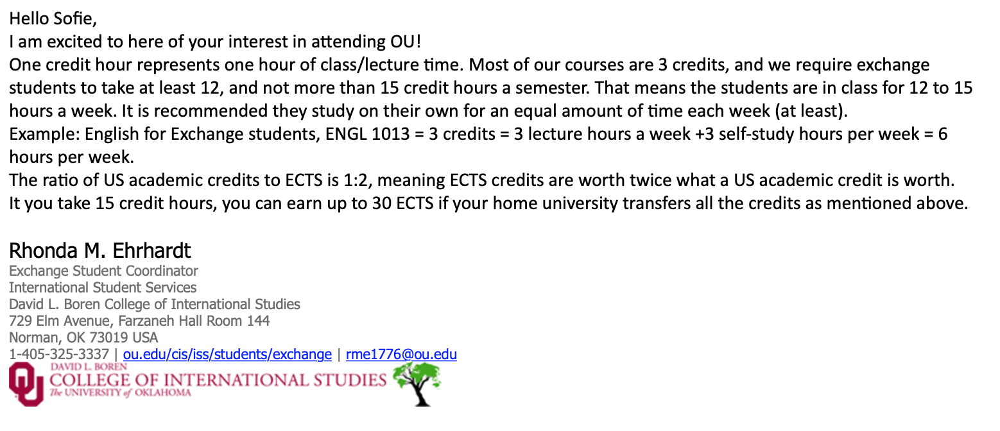 Hello Sofie,
I am excited to here of your interest in attending OU!
One credit hour represents one hour of class/lecture time. Most of our courses are 3 credits, and we require exchange
students to take at least 12, and not more than 15 credit hours a semester. That means the students are in class for 12 to 15
hours a week. It is recommended they study on their own for an equal amount of time each week (at least).
Example: English for Exchange students, ENGL 1013 = 3 credits = 3 lecture hours a week +3 self-study hours per week = 6
hours per week.
The ratio of US academic credits to ECTS is 1:2, meaning ECTS credits are worth twice what a US academic credit is worth.
It you take 15 credit hours, you can earn up to 30 ECTS if your home university transfers all the credits as mentioned above.
Rhonda M. Ehrhardt
Exchange Student Coordinator
International Student Services
David L. Boren College of International Studies
729 Elm Avenue, Farzaneh Hall Room 144
Norman, OK 73019 USA
1-405-325-3337 | ou.edu/cis/iss/students/exchange | rme1776@ou.edu
DAVID L. BOREN
COLLEGE OF INTERNATIONAL STUDIES
The UNIVERSITY of OKLAHOMA